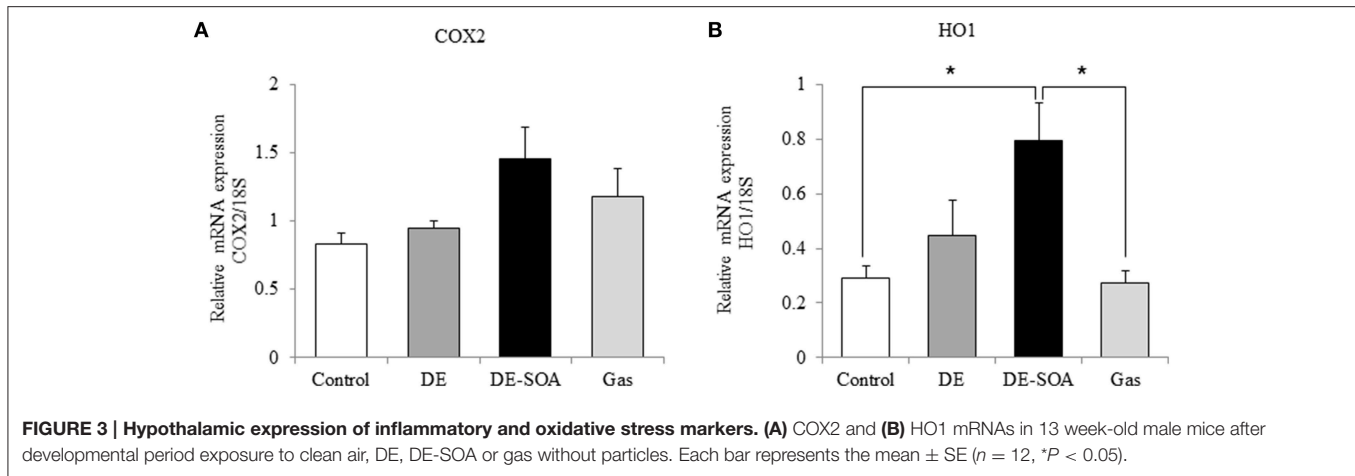 A
COX2
Relative mRNA expression
COX2/18S
2
1.5
1
0.5
0
Control DE DE-SOA Gas
B
HO1
Relative mRNA expression
HO1/18S
* *
1
0.8
0.6
0.4
0.2
0
Control DE DE-SOA Gas
FIGURE 3 | Hypothalamic expression of inflammatory and oxidative stress markers. (A) COX2 and (B) HO1 mRNAs in 13 week-old male mice after
developmental period exposure to clean air, DE, DE-SOA or gas without particles. Each bar represents the mean ± SE (n = 12, *P < 0.05).